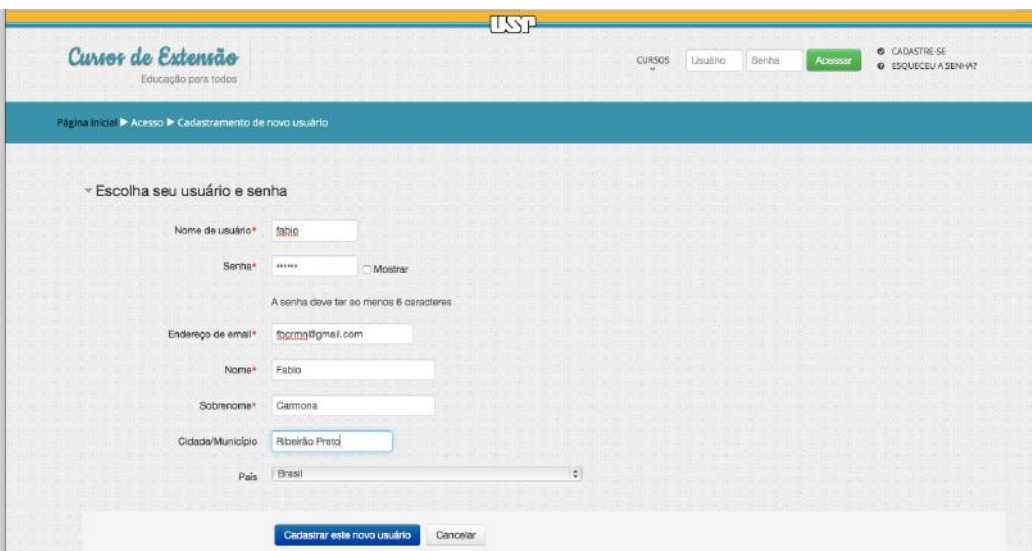 USP
Cursos de Extensão
Educação para todos
CURSOS
Usuário
Senha
Acessar
CADASTRE-SE
ESQUECEU A SENHA?
Página inicial ▶ Acesso ▶ Cadastramento de novo usuário
Escolha seu usuário e senha
Nome de usuário* fabio
Senha* ••••••
Mostrar
A senha deve ter ao menos 6 caracteres
Endereço de email* fbcrmn@gmail.com
Nome* Fabio
Sobrenome* Carmona
Cidade/Município Ribeirão Preto
País Brasil
Cadastrar este novo usuário Cancelar